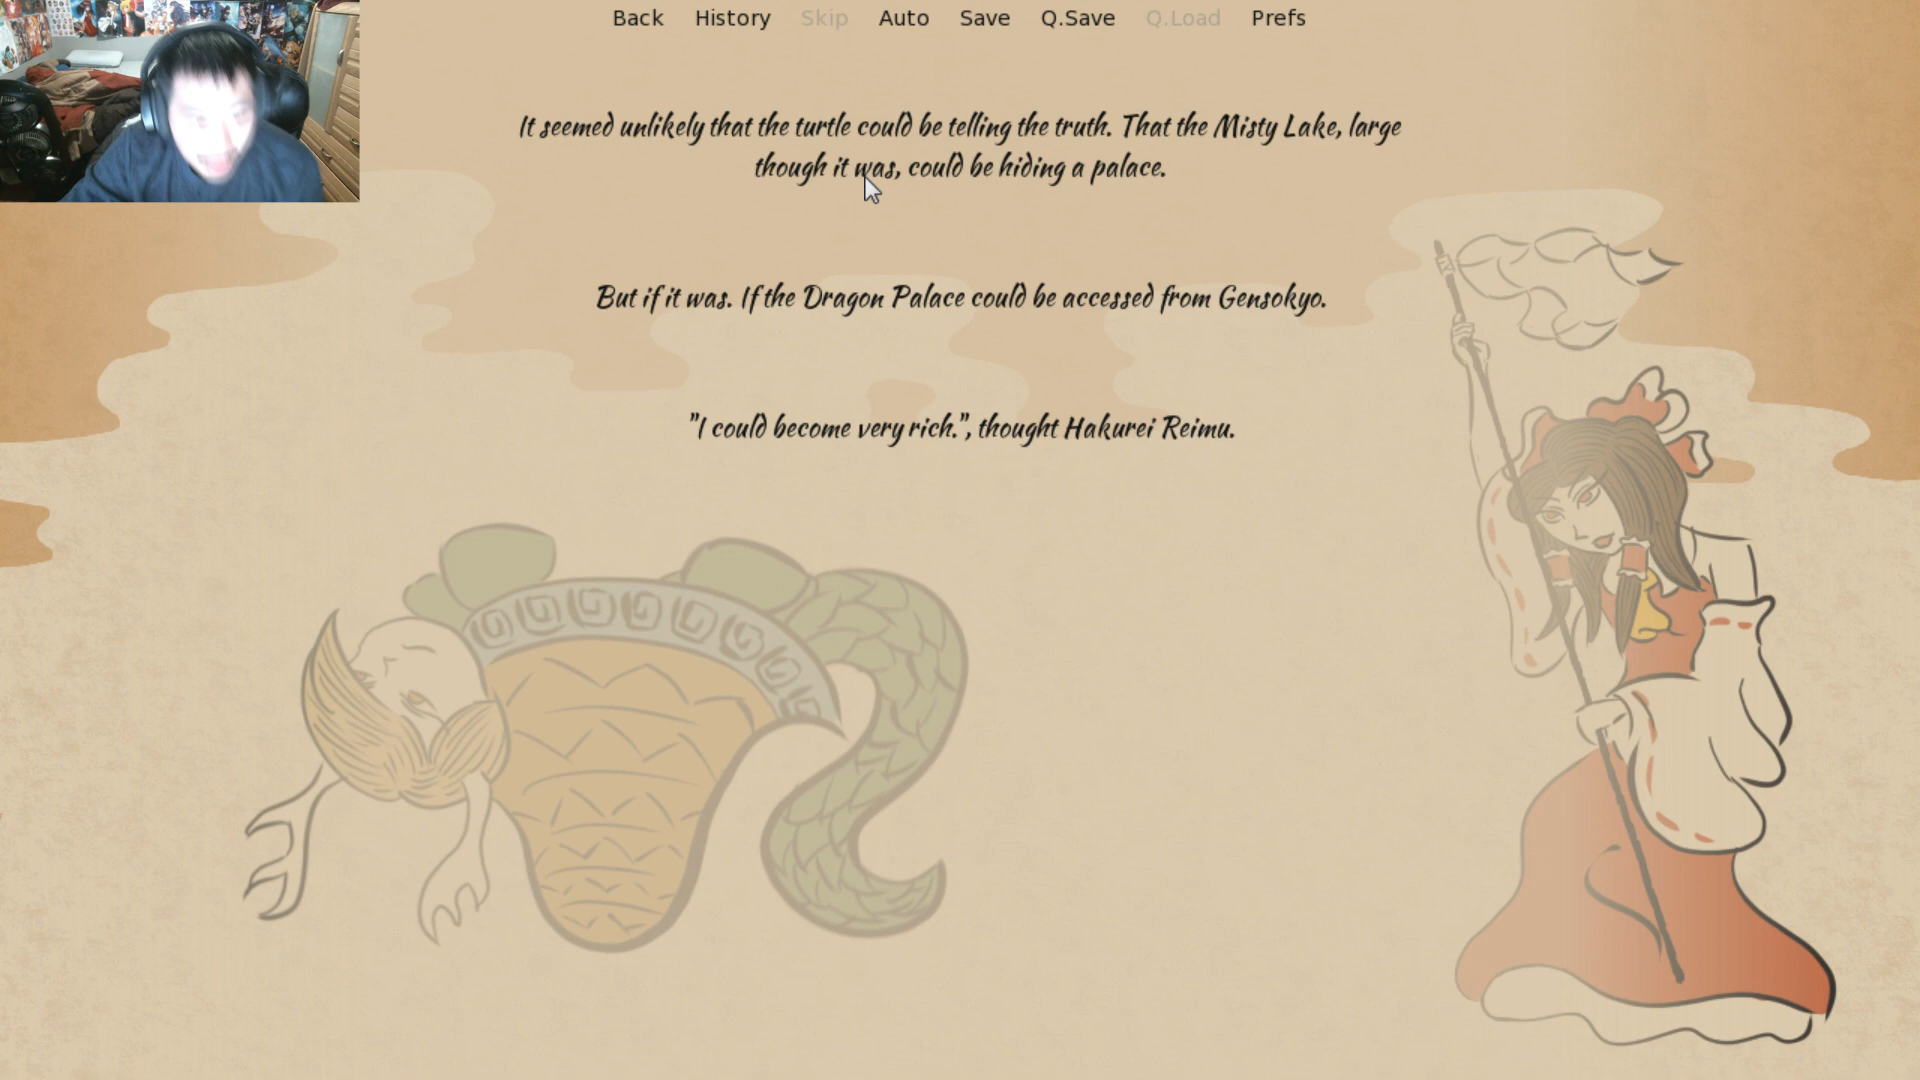 Back History Skip Auto Save Q.Save Q.Load Prefs
It seemed unlikely that the turtle could be telling the truth. That the Misty Lake, large
though it was, could be hiding a palace.
But if it was. If the Dragon Palace could be accessed from Gensokyo.
"I could become very rich.", thought Hakurei Reimu.